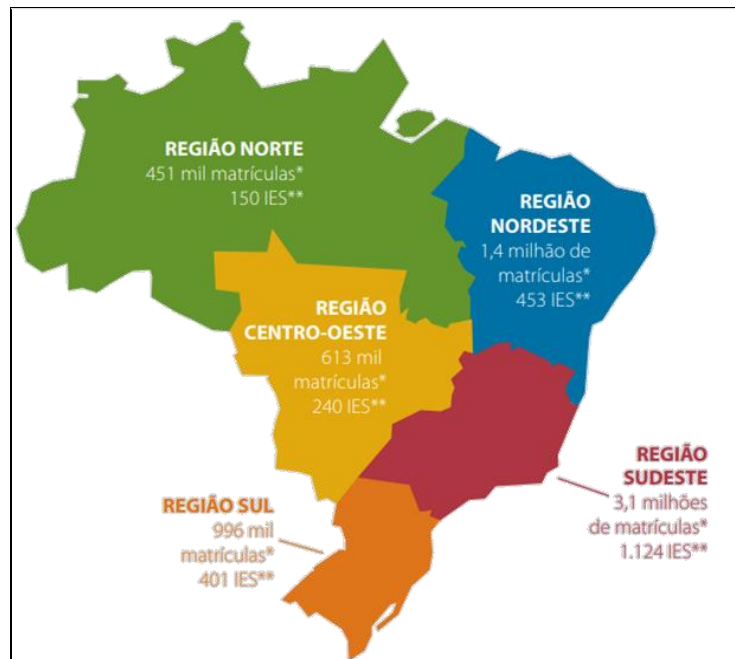 REGIÃO NORTE
451 mil matrículas*
150 IES**
REGIÃO
NORDESTE
1,4 milhão de
matrículas*
453 IES**
REGIÃO
CENTRO-OESTE
613 mil
matrículas*
240 IES**
REGIÃO
SUDESTE
3,1 milhões
de matrículas*
1.124 IES**
REGIÃO SUL
996 mil
matrículas*
401 IES**